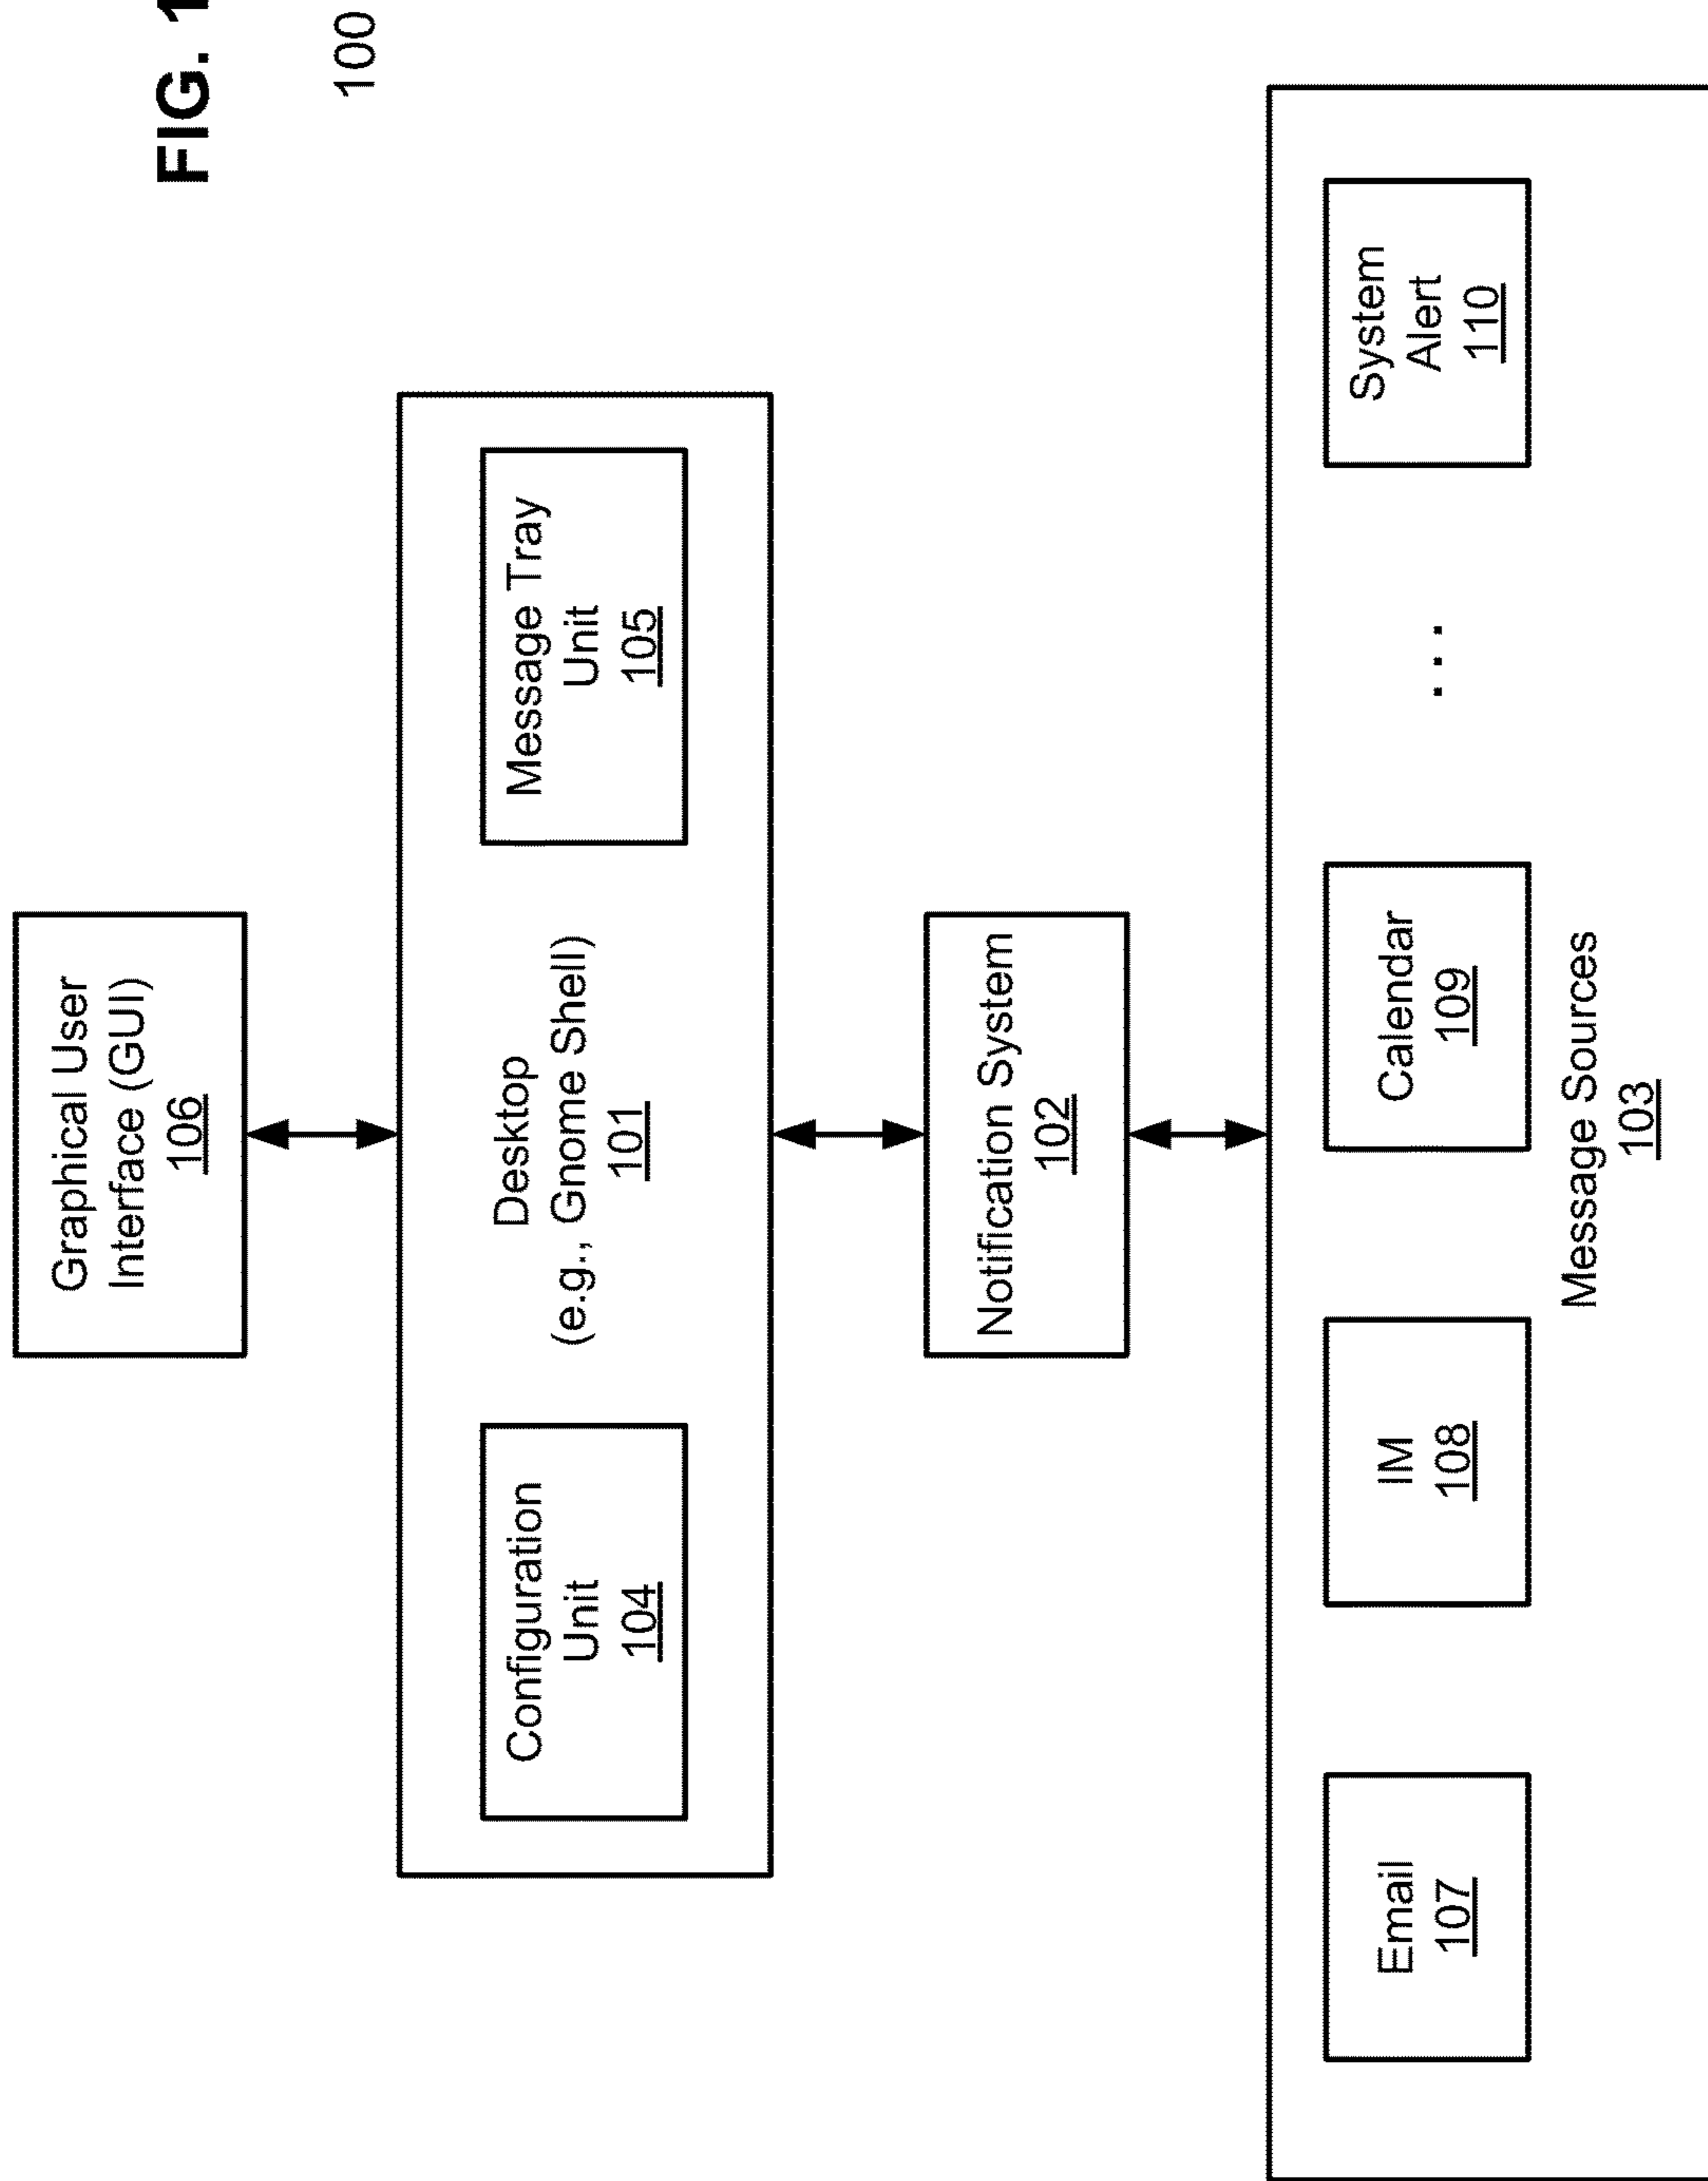 FIG. 1
100
Graphical User
Interface (GUI)
106
Configuration
Unit
104
Desktop
(e.g., Gnome Shell)
101
Message Tray
Unit
105
Notification System
102
Email
107
IM
108
Calendar
109
. . .
System
Alert
110
Message Sources
103